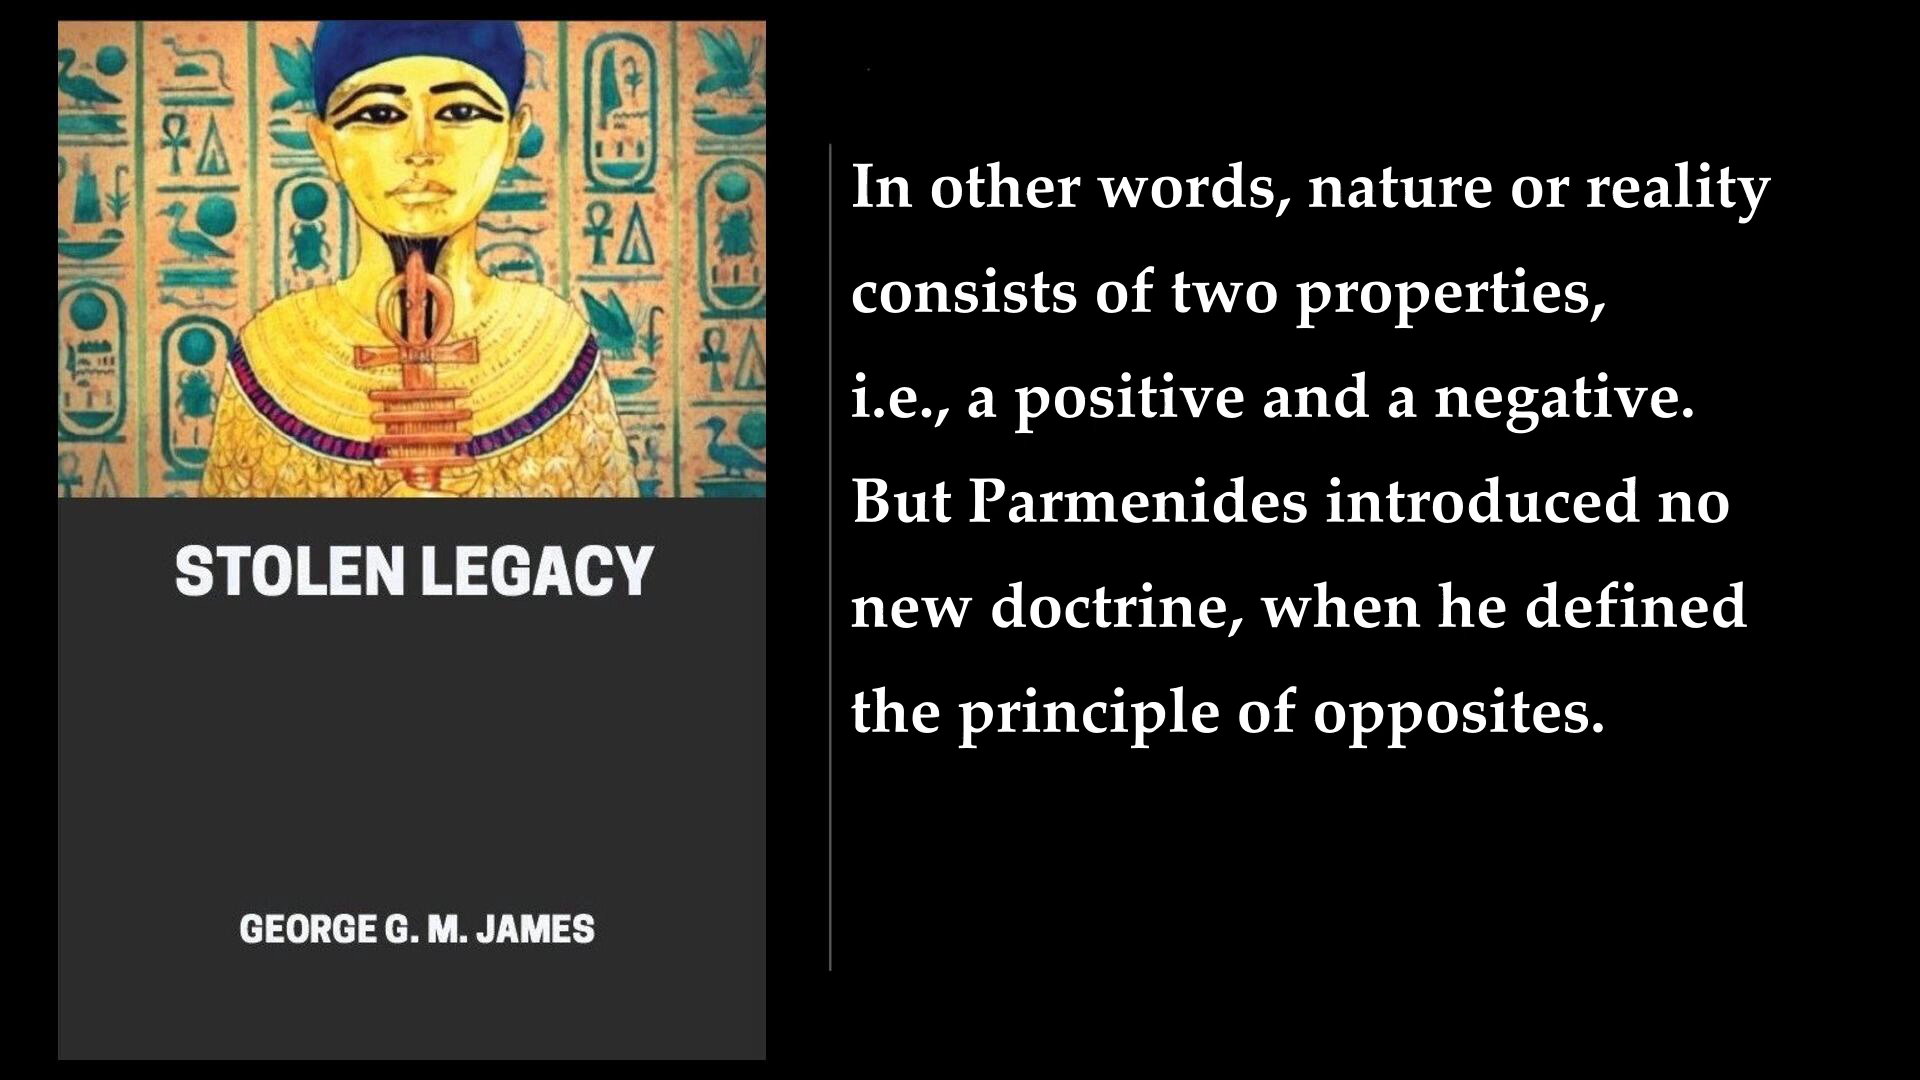 STOLEN LEGACY
GEORGE G. M. JAMES
In other words, nature or reality
consists of two properties,
i.e., a positive and a negative.
But Parmenides introduced no
new doctrine, when he defined
the principle of opposites.